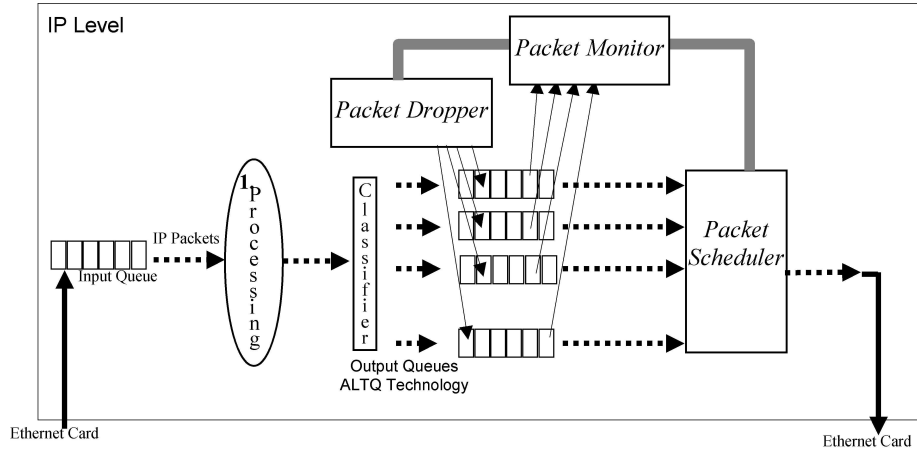 IP Level
Packet Monitor
Packet Dropper
1.
Processing
Classifier
IP Packets
Input Queue
Packet
Scheduler
Output Queues
ALTQ Technology
Ethernet Card
Ethernet Card